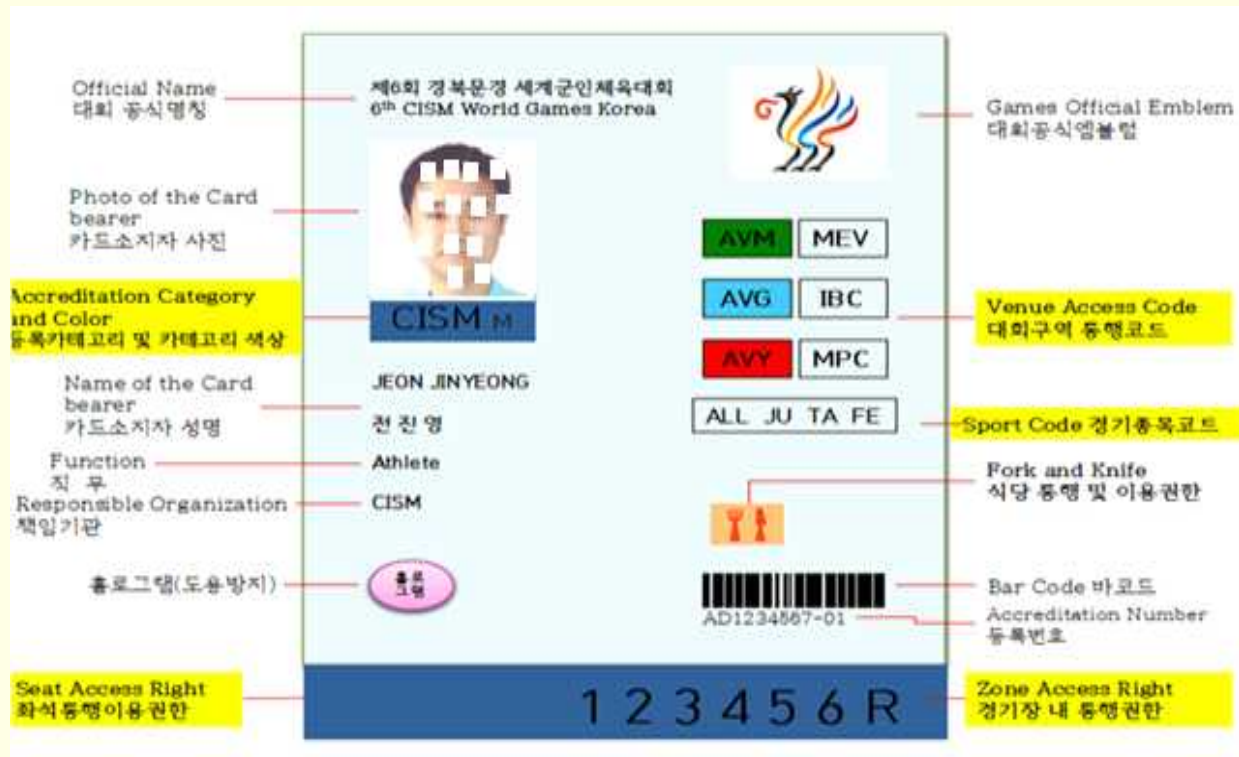 Official Name
대회 공식명칭
Photo of the Card
bearer
카드소지자 사진
Accreditation Category
and Color
등록카테고리 및 카테고리 색상
Name of the Card
bearer
카드소지자 성명
Function
직 무
Responsible Organization
책임기관
홀로그램(도용방지)
Seat Access Right
좌석통행이용권한
제6회 경북문경 세계군인체육대회
6th CISM World Games Korea
CISM M
JEON JINYEONG
전 진 영
Athlete
CISM
홀로
그램
AVM MEV
AVG IBC
AVY MPC
ALL JU TA FE
AD1234567-01
1 2 3 4 5 6 R
Games Official Emblem
대회공식엠블럼
Venue Access Code
대회구역 통행코드
Sport Code 경기종목코드
Fork and Knife
식당 통행 및 이용권한
Bar Code 바코드
Accreditation Number
등록번호
Zone Access Right
경기장 내 통행권한